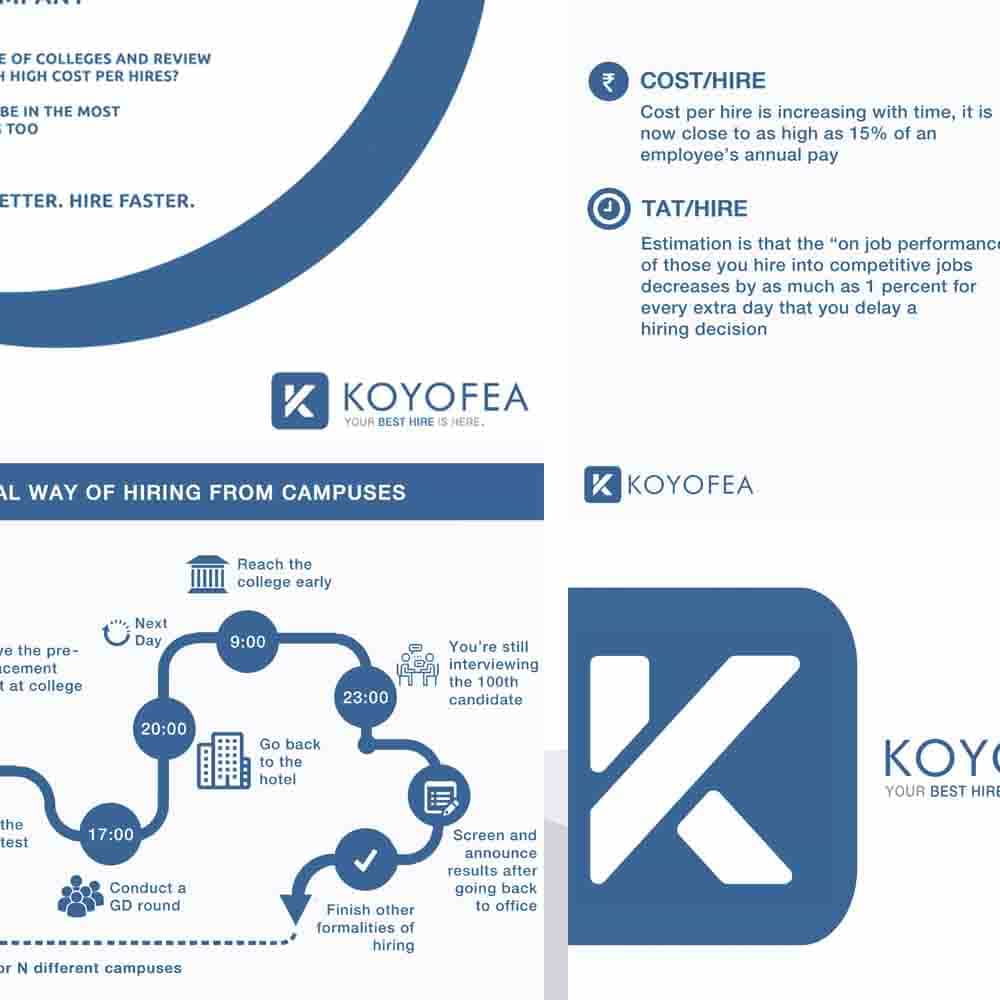 E OF COLLEGES AND REVIEW
H HIGH COST PER HIRES?
BE IN THE MOST
TOO
ETTER. HIRE FASTER.
KOYOFEA
YOUR BEST HIRE IS HERE.
₹ COST/HIRE
Cost per hire is increasing with time, it is
now close to as high as 15% of an
employee's annual pay
TAT/HIRE
Estimation is that the “on job performance
of those you hire into competitive jobs
decreases by as much as 1 percent for
every extra day that you delay a
hiring decision
KOYOFEA
AL WAY OF HIRING FROM CAMPUSES
Reach the
college early
Next
Day
9:00
ve the pre-
acement
t at college
You're still
interviewing
the 100th
candidate
23:00
20:00
Go back
to the
hotel
the
test
17:00
Conduct a
GD round
Screen and
announce
results after
going back
to office
Finish other
formalities of
hiring
or N different campuses
K
KOYO
YOUR BEST HIRE